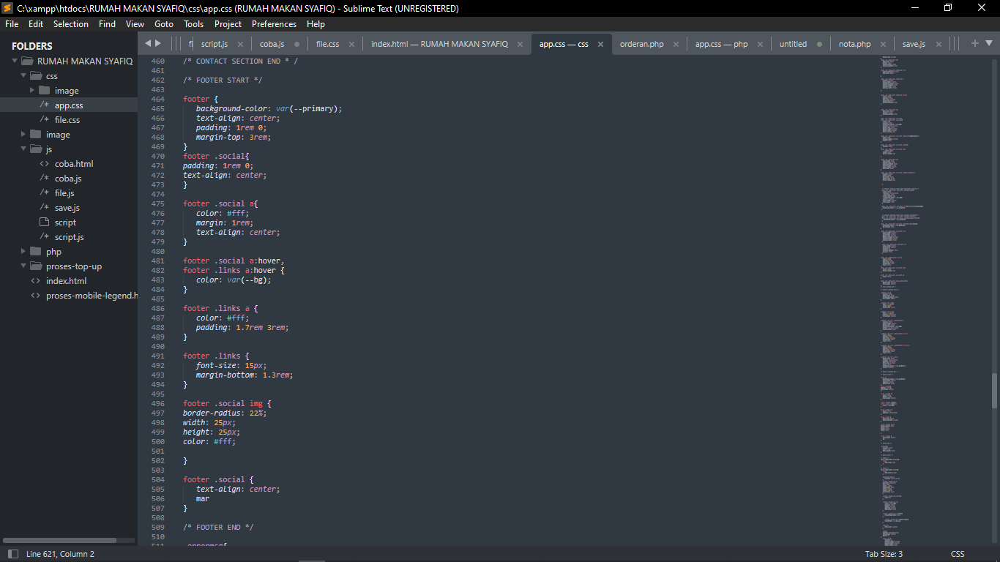 C:\xampp\htdocs\RUMAH MAKAN SYAFIQ\css\app.css (RUMAH MAKAN SYAFIQ) - Sublime Text (UNREGISTERED)
File Edit Selection Find View Goto Tools Project Preferences Help
fi script.js coba.js file.css index.html — RUMAH MAKAN SYAFIQ app.css — css orderan.php app.css — php untitled nota.php save.js
FOLDERS
RUMAH MAKAN SYAFIQ
css
image
app.css
file.css
image
js
coba.html
coba.js
file.js
save.js
script
script.js
php
proses-top-up
index.html
proses-mobile-legend.h
460 /* CONTACT SECTION END * /
461
462 /* FOOTER START */
463
464 footer {
465 background-color: var(--primary);
466 text-align: center;
467 padding: 1rem 0;
468 margin-top: 3rem;
469 }
470 footer .social{
471 padding: 1rem 0;
472 text-align: center;
473 }
474
475 footer .social a{
476 color: #fff;
477 margin: 1rem;
478 text-align: center;
479 }
480
481 footer .social a:hover,
482 footer .links a:hover {
483 color: var(--bg);
484 }
485
486 footer .links a {
487 color: #fff;
488 padding: 1.7rem 3rem;
489 }
490
491 footer .links {
492 font-size: 15px;
493 margin-bottom: 1.3rem;
494 }
495
496 footer .social img {
497 border-radius: 22%;
498 width: 25px;
499 height: 25px;
500 color: #fff;
501
502 }
503
504 footer .social {
505 text-align: center;
506 mar
507 }
508
509 /* FOOTER END */
510
Line 621, Column 2 Tab Size: 3 CSS